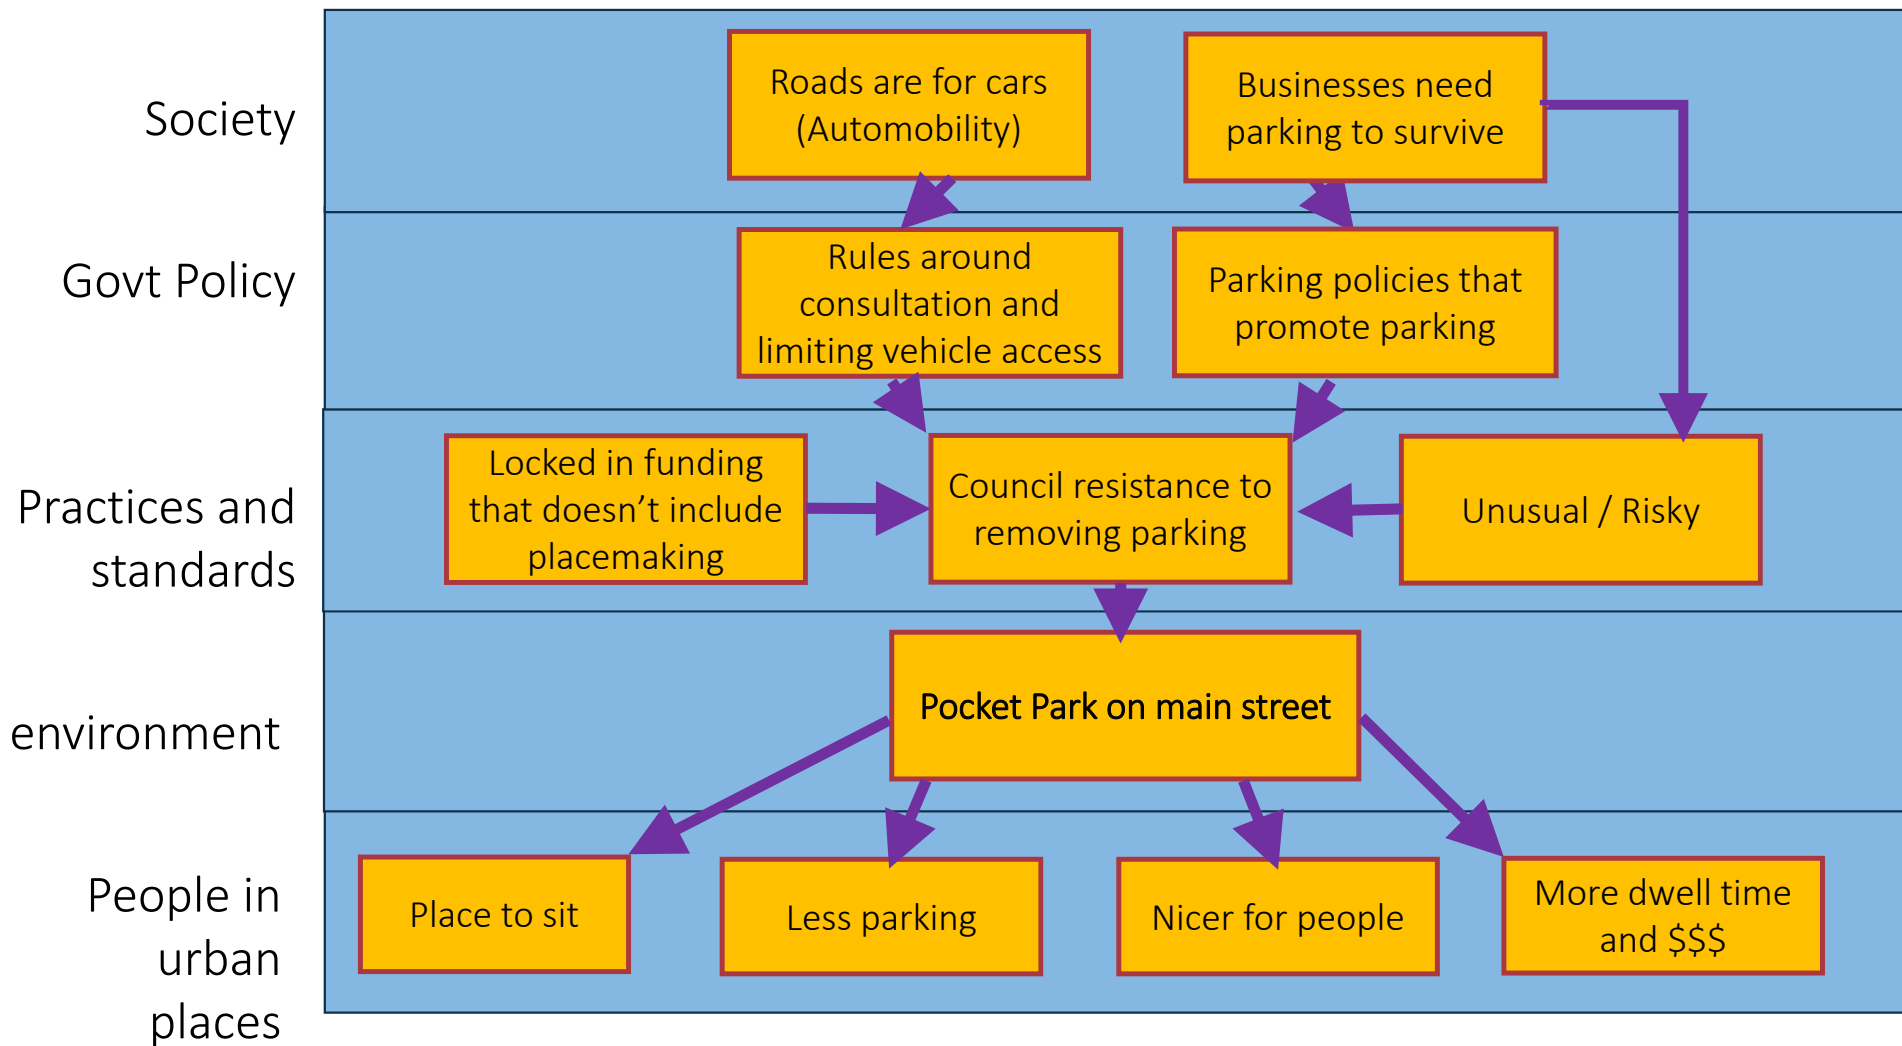 Society
Roads are for cars
(Automobility)
Businesses need
parking to survive
Govt Policy
Rules around
consultation and
limiting vehicle access
Parking policies that
promote parking
Practices and
standards
Locked in funding
that doesn’t include
placemaking
Council resistance to
removing parking
Unusual / Risky
environment
Pocket Park on main street
People in
urban
places
Place to sit
Less parking
Nicer for people
More dwell time
and $$$